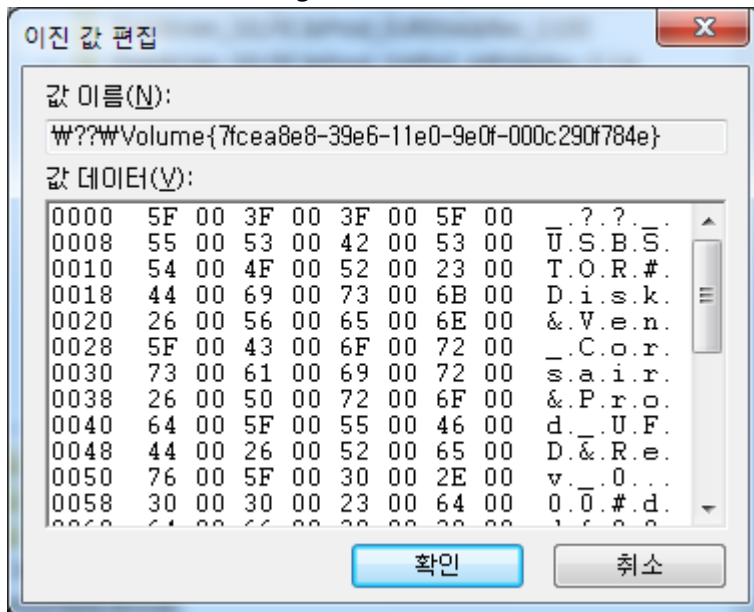 이진 값 편집
값 이름(N):
₩??₩Volume{7fcea8e8-39e6-11e0-9e0f-000c290f784e}
값 데이터(V):
0000 5F 00 3F 00 3F 00 5F 00 _.?.?._.
0008 55 00 53 00 42 00 53 00 U.S.B.S.
0010 54 00 4F 00 52 00 23 00 T.O.R.#.
0018 44 00 69 00 73 00 6B 00 D.i.s.k.
0020 26 00 56 00 65 00 6E 00 &.V.e.n.
0028 5F 00 43 00 6F 00 72 00 _.C.o.r.
0030 73 00 61 00 69 00 72 00 s.a.i.r.
0038 26 00 50 00 72 00 6F 00 &.P.r.o.
0040 64 00 5F 00 55 00 46 00 d._.U.F.
0048 44 00 26 00 52 00 65 00 D.&.R.e.
0050 76 00 5F 00 30 00 2E 00 v._.0...
0058 30 00 30 00 23 00 64 00 0.0.#.d.
확인 취소